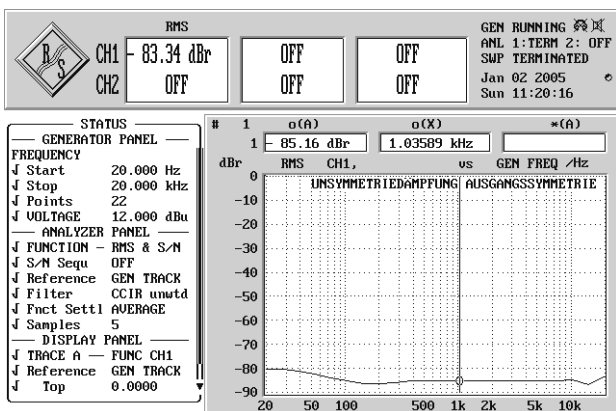 RMS
R S
CH1 - 83.34 dBr OFF OFF
CH2 OFF OFF OFF
GEN RUNNING
ANL 1:TERM 2: OFF
SWP TERMINATED
Jan 02 2005
Sun 11:20:16
STATUS
GENERATOR PANEL
FREQUENCY
Start 20.000 Hz
Stop 20.000 kHz
Points 22
VOLTAGE 12.000 dBu
ANALYZER PANEL
FUNCTION - RMS & S/N
S/N Sequ OFF
Reference GEN TRACK
Filter CCIR unwtd
Fnct Settl AVERAGE
Samples 5
DISPLAY PANEL
TRACE A — FUNC CH1
Reference GEN TRACK
Top 0.0000
# 1 o(A) o(X) *(A)
1 - 85.16 dBr 1.03589 kHz
dBr RMS CH1, vs GEN FREQ /Hz
UNSYMMETRIEDAMPFUNG AUSGANGSSYMMETRIE
0
-10
-20
-30
-40
-50
-60
-70
-80
-90
20 50 100 500 1k 2k 5k 10k